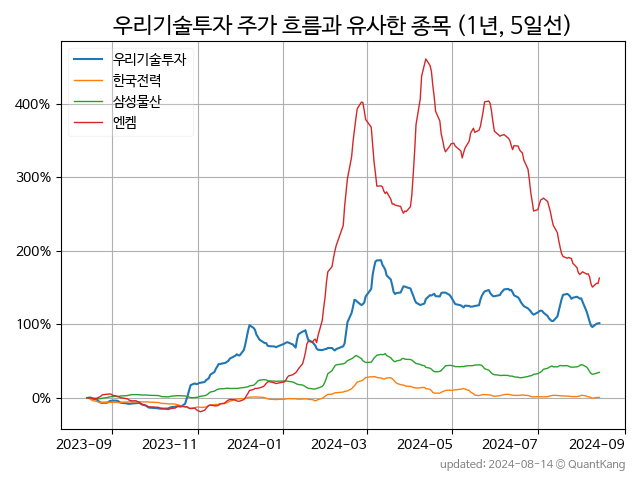 우리기술투자 주가 흐름과 유사한 종목 (1년, 5일선)
우리기술투자
한국전력
삼성물산
엔켐
400%
300%
200%
100%
0%
2023-09 2023-11 2024-01 2024-03 2024-05 2024-07 2024-09
updated: 2024-08-14 © QuantKang